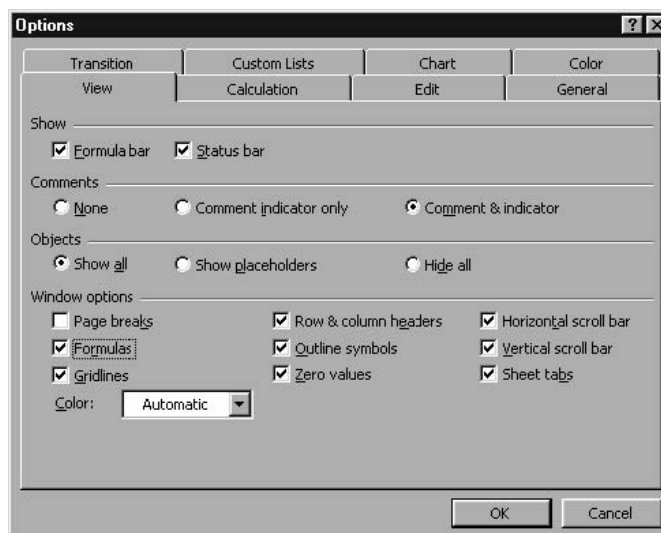 Options
Transition Custom Lists Chart Color
View Calculation Edit General
Show
Formula bar Status bar
Comments
None Comment indicator only Comment & indicator
Objects
Show all Show placeholders Hide all
Window options
Page breaks Row & column headers Horizontal scroll bar
Formulas Outline symbols Vertical scroll bar
Gridlines Zero values Sheet tabs
Color: Automatic
OK Cancel